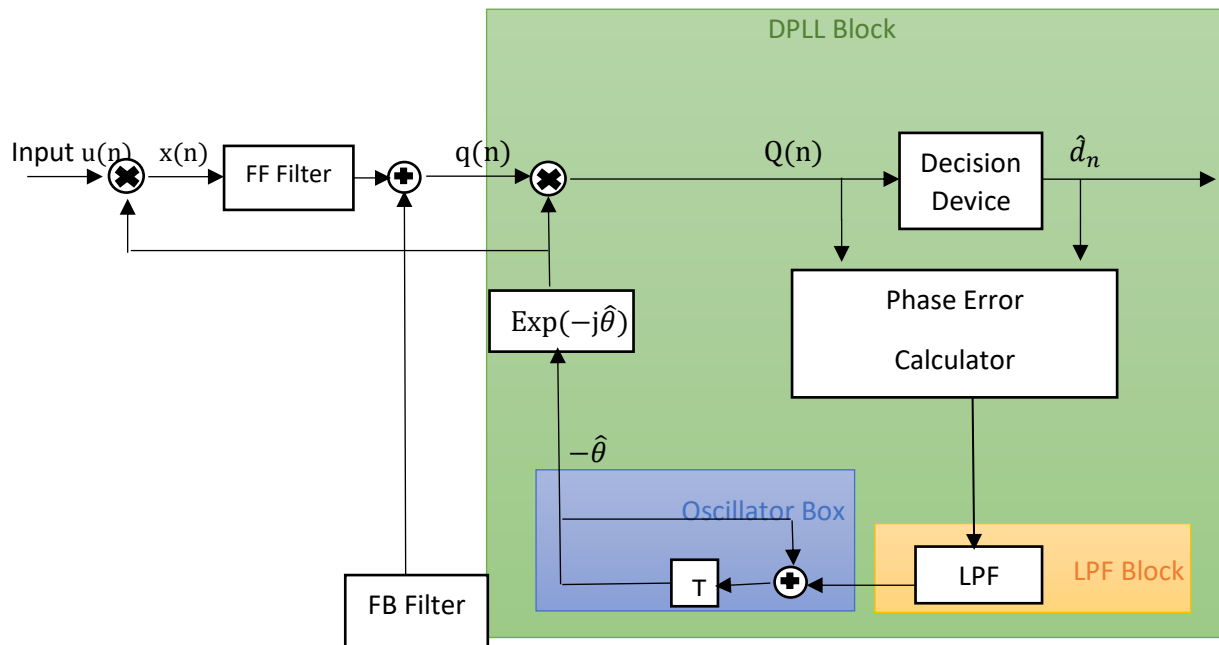 DPLL Block
Input u(n)
x(n)
FF Filter
q(n)
Q(n)
Decision
Device
d̂ₙ
Exp(−jθ̂)
Phase Error
Calculator
−θ̂
Oscillator Box
T
LPF
LPF Block
FB Filter